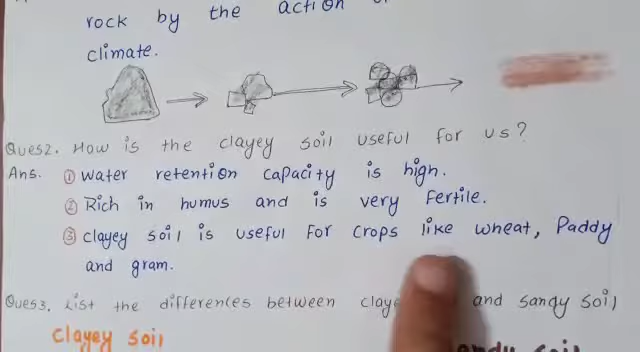 rock by the action
climate.
Ques2. How is the clayey soil useful for us?
Ans. ① Water retention capacity is high.
② Rich in humus and is very fertile.
③ clayey soil is useful for crops like wheat, Paddy
and gram.
Ques3. List the differences between and sandy soil
clayey soil